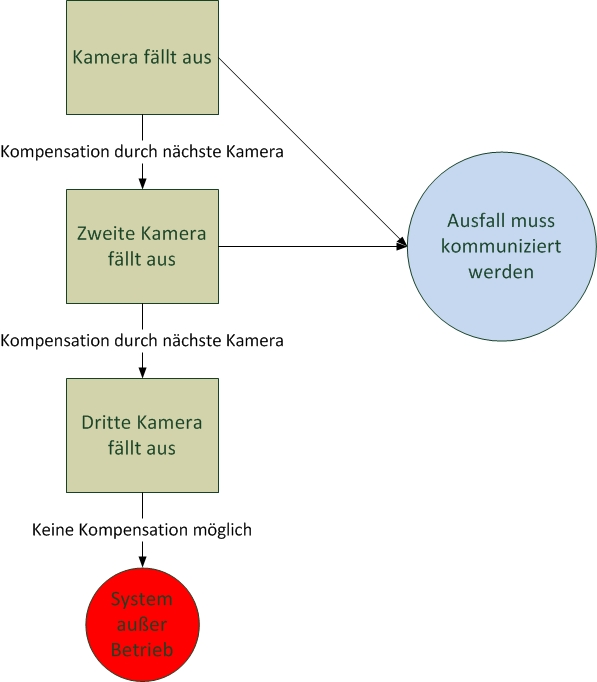 Kamera fällt aus
Kompensation durch nächste Kamera
Zweite Kamera
fällt aus
Ausfall muss
kommuniziert
werden
Kompensation durch nächste Kamera
Dritte Kamera
fällt aus
Keine Kompensation möglich
System
außer
Betrieb